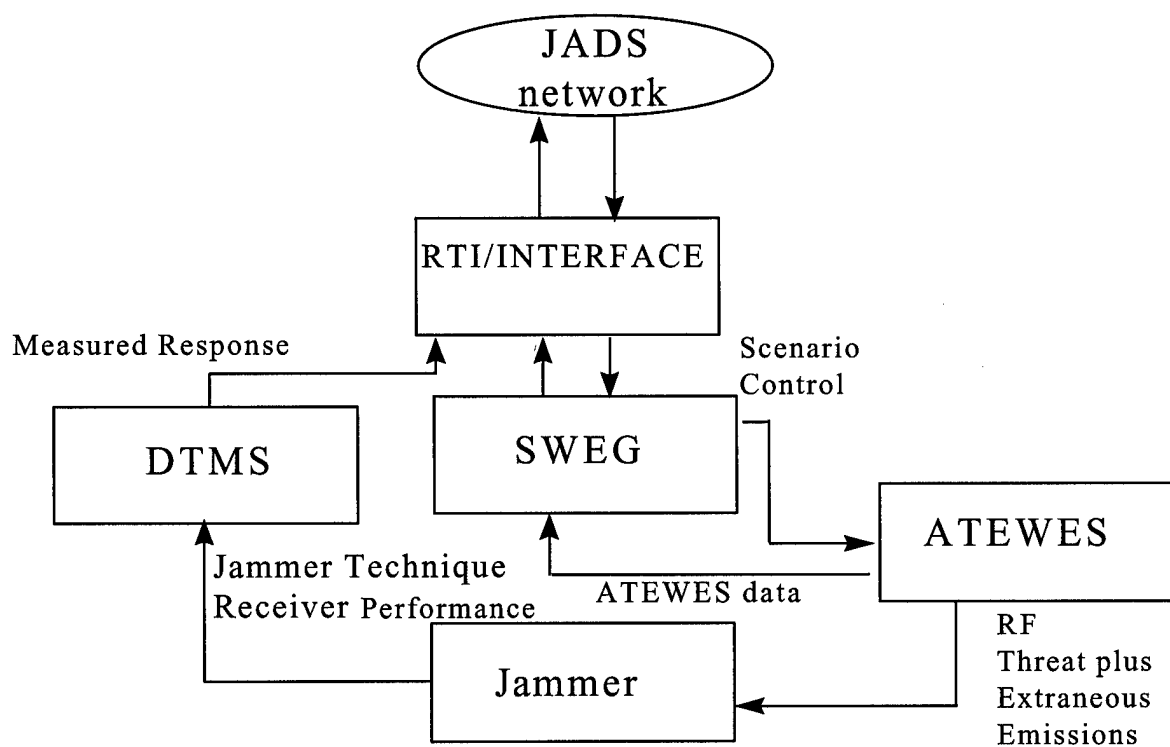 JADS
network
RTI/INTERFACE
Measured Response
Scenario
Control
DTMS
SWEG
ATEWES
Jammer Technique
Receiver Performance
ATEWES data
Jammer
RF
Threat plus
Extraneous
Emissions